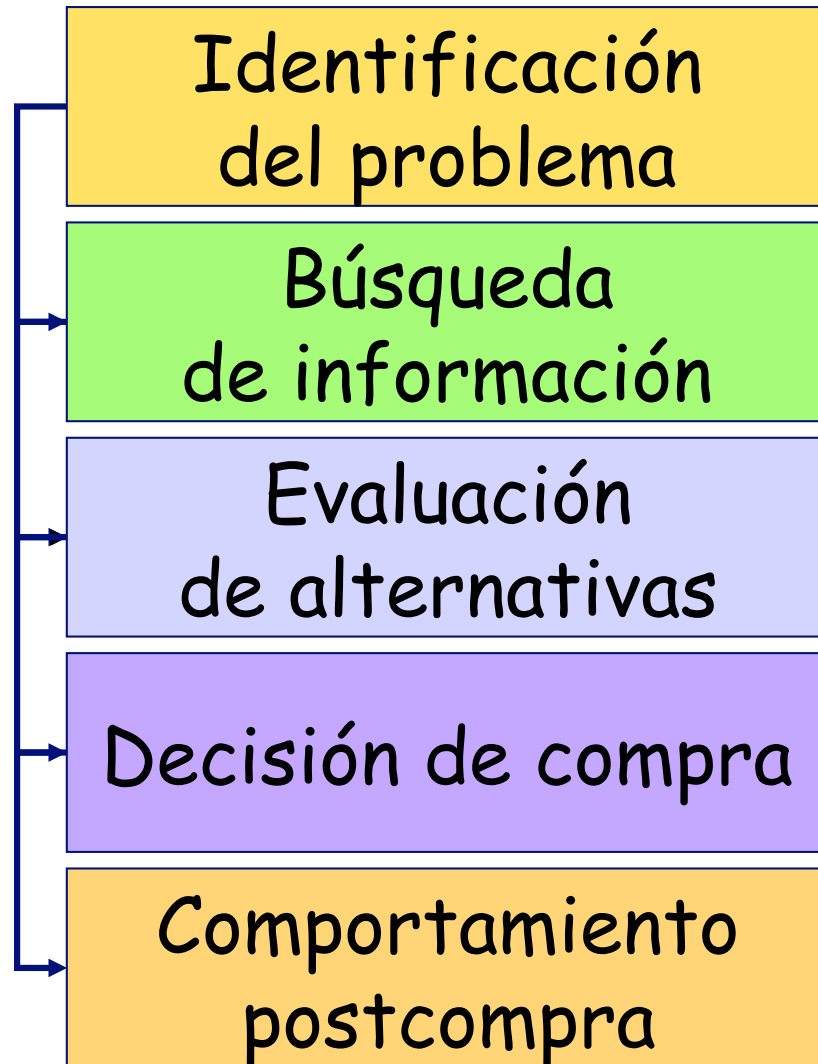 Identificación
del problema
Búsqueda
de información
Evaluación
de alternativas
Decisión de compra
Comportamiento
postcompra